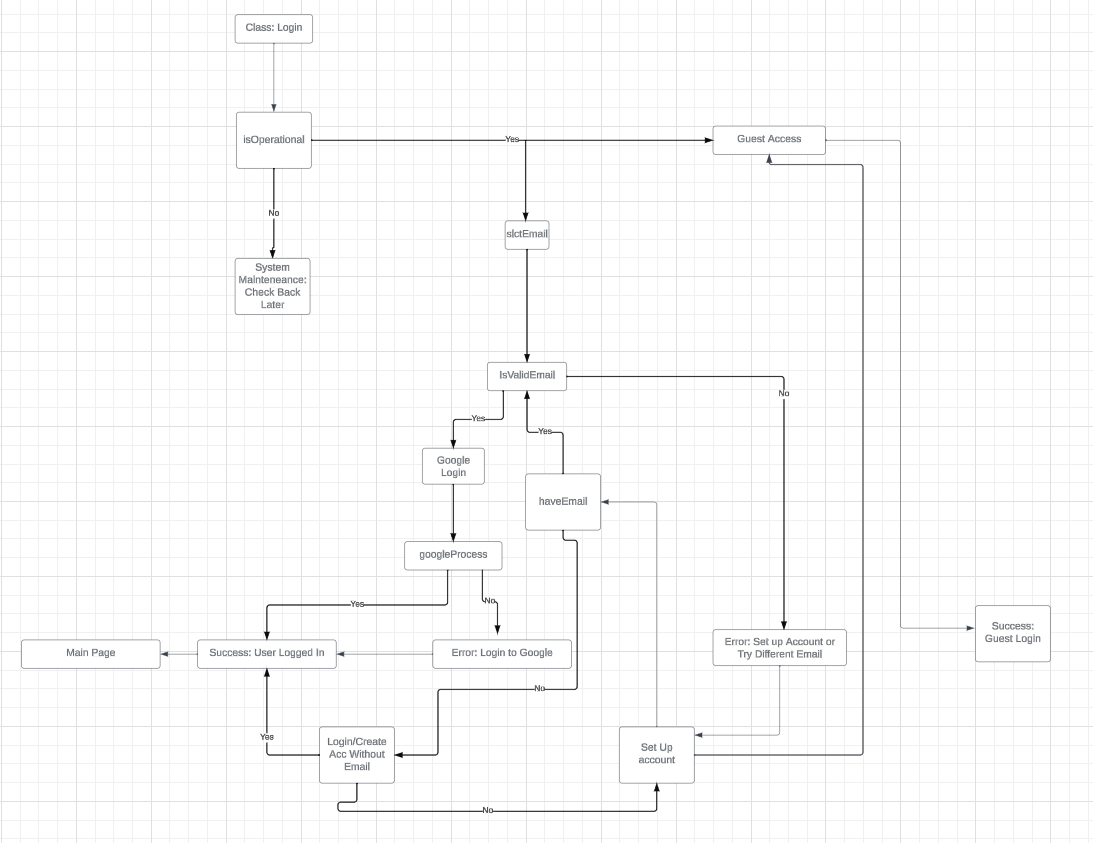 Class: Login
isOperational
Yes
Guest Access
No
slctEmail
System
Mainteneance:
Check Back
Later
IsValidEmail
No
Yes
Yes
Google
Login
haveEmail
googleProcess
Yes
No
Success:
Guest Login
Main Page
Success: User Logged In
Error: Login to Google
Error: Set up Account or
Try Different Email
No
Yes
Login/Create
Acc Without
Email
Set Up
account
No